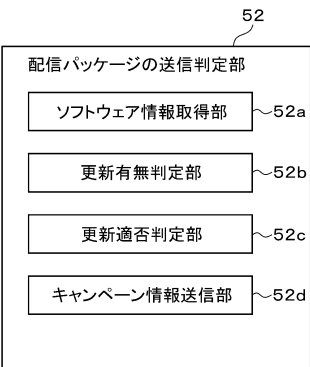 52
配信パッケージの送信判定部
ソフトウェア情報取得部 52a
更新有無判定部 52b
更新適否判定部 52c
キャンペーン情報送信部 52d